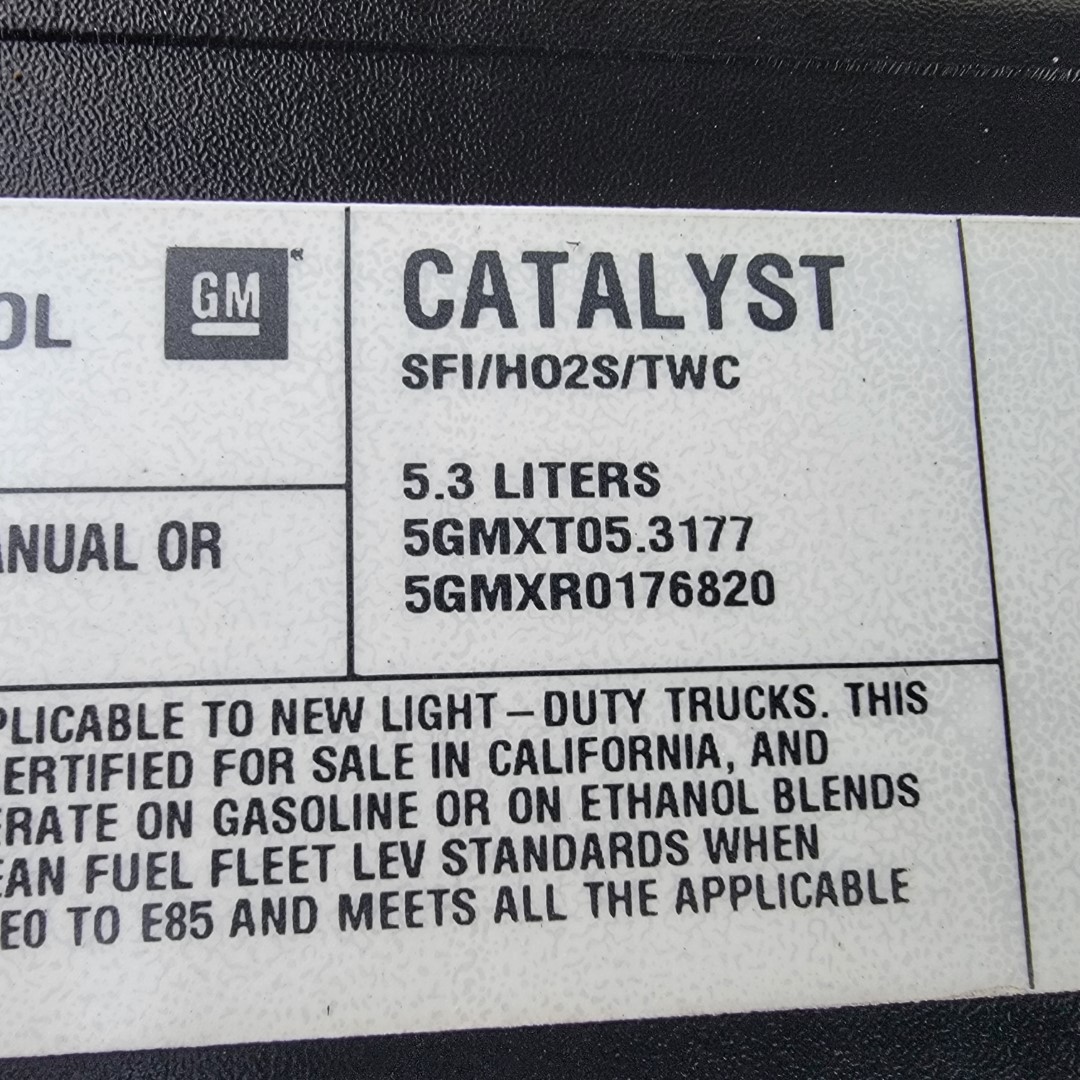 OL
GM
ANUAL OR
CATALYST
SFI/HO2S/TWC
5.3 LITERS
5GMXT05.3177
5GMXR0176820
PLICABLE TO NEW LIGHT–DUTY TRUCKS. THIS
ERTIFIED FOR SALE IN CALIFORNIA, AND
ERATE ON GASOLINE OR ON ETHANOL BLENDS
EAN FUEL FLEET LEV STANDARDS WHEN
E0 TO E85 AND MEETS ALL THE APPLICABLE